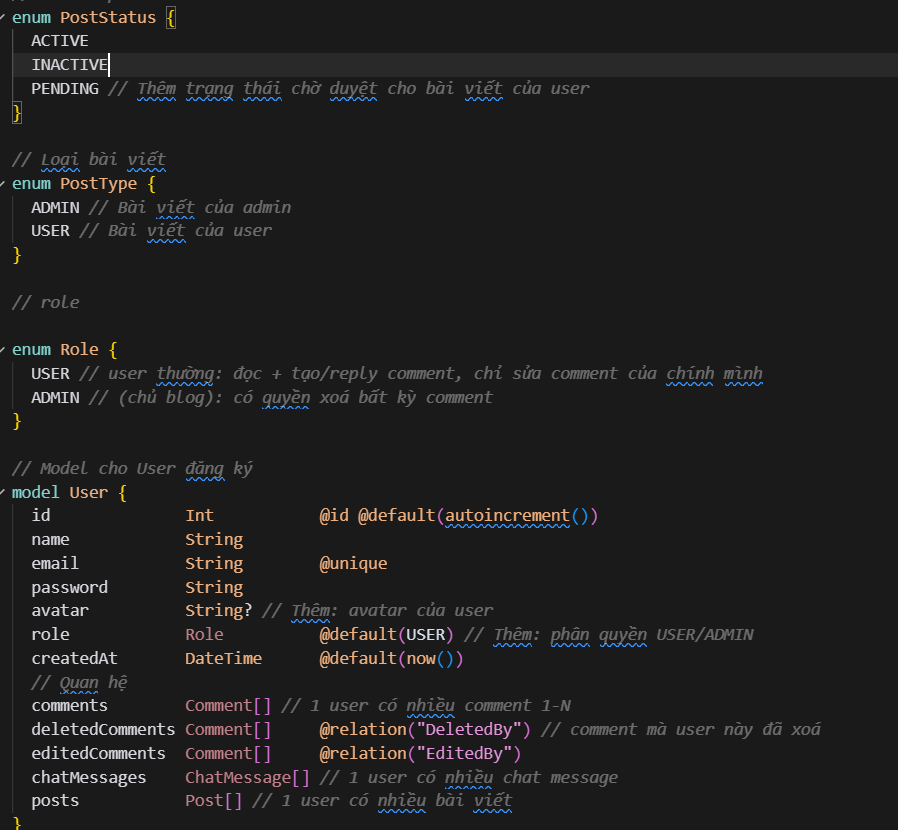 enum PostStatus {
ACTIVE
INACTIVE
PENDING // Thêm trạng thái chờ duyệt cho bài viết của user
}
// Loại bài viết
enum PostType {
ADMIN // Bài viết của admin
USER // Bài viết của user
}
// role
enum Role {
USER // user thường: đọc + tạo/reply comment, chỉ sửa comment của chính mình
ADMIN // (chủ blog): có quyền xoá bất kỳ comment
}
// Model cho User đăng ký
model User {
id Int @id @default(autoincrement())
name String
email String @unique
password String
avatar String? // Thêm: avatar của user
role Role @default(USER) // Thêm: phân quyền USER/ADMIN
createdAt DateTime @default(now())
// Quan hệ
comments Comment[] // 1 user có nhiều comment 1-N
deletedComments Comment[] @relation("DeletedBy") // comment mà user này đã xoá
editedComments Comment[] @relation("EditedBy")
chatMessages ChatMessage[] // 1 user có nhiều chat message
posts Post[] // 1 user có nhiều bài viết
}